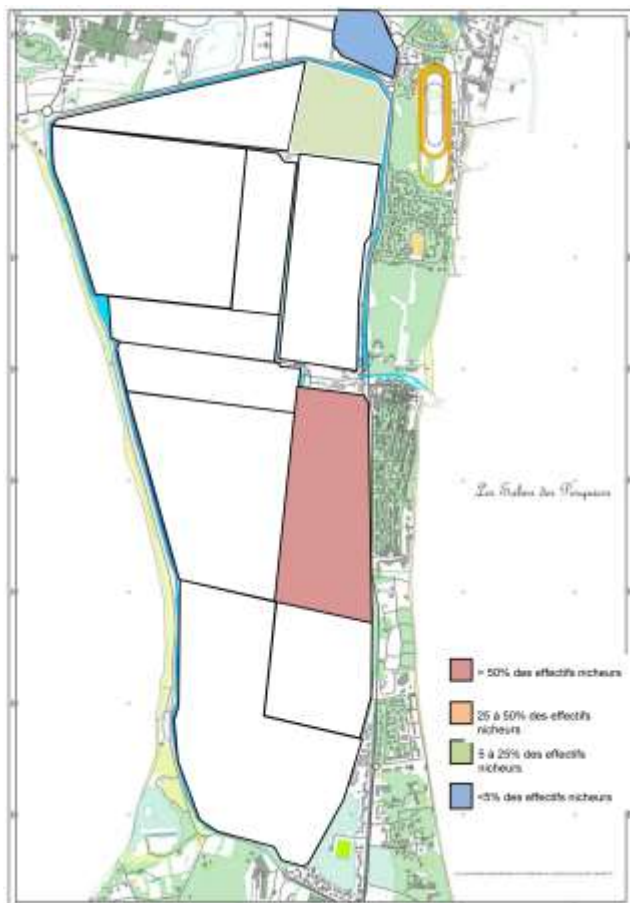 Les Salins des Pesquiers
> 50% des effectifs nicheurs
25 à 50% des effectifs
nicheurs
5 à 25% des effectifs
nicheurs
<5% des effectifs nicheurs